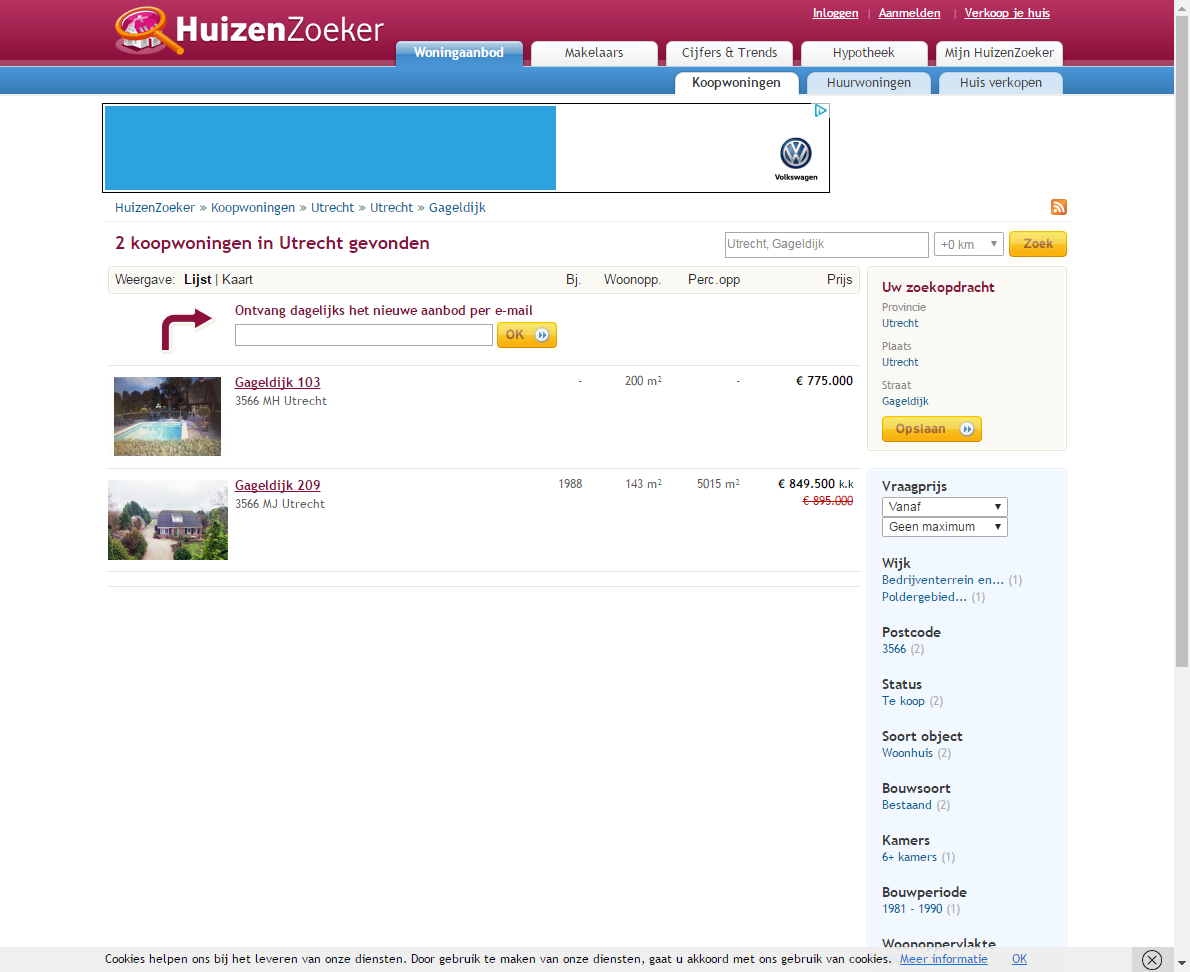 Inloggen | Aanmelden | Verkoop je huis
HuizenZoeker
Woningaanbod Makelaars Cijfers & Trends Hypotheek Mijn HuizenZoeker
Koopwoningen Huurwoningen Huis verkopen
Volkswagen
HuizenZoeker » Koopwoningen » Utrecht » Utrecht » Gageldijk
2 koopwoningen in Utrecht gevonden
Utrecht, Gageldijk +0 km Zoek
Weergave: Lijst | Kaart Bj. Woonopp. Perc.opp Prijs
Ontvang dagelijks het nieuwe aanbod per e-mail
OK
Gageldijk 103 - 200 m² - € 775.000
3566 MH Utrecht
Gageldijk 209 1988 143 m² 5015 m² € 849.500 k.k
3566 MJ Utrecht € 895.000
Uw zoekopdracht
Provincie
Utrecht
Plaats
Utrecht
Straat
Gageldijk
Opslaan
Vraagprijs
Vanaf
Geen maximum
Wijk
Bedrijventerrein en... (1)
Poldergebied... (1)
Postcode
3566 (2)
Status
Te koop (2)
Soort object
Woonhuis (2)
Bouwsoort
Bestaand (2)
Kamers
6+ kamers (1)
Bouwperiode
1981 - 1990 (1)
Woonoppervlakte
Cookies helpen ons bij het leveren van onze diensten. Door gebruik te maken van onze diensten, gaat u akkoord met ons gebruik van cookies. Meer informatie OK